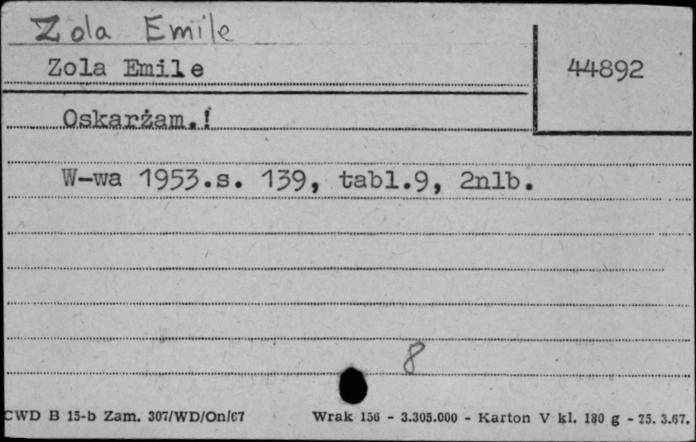 Zola Emile
Zola Emile
44892
Oskarżam.!
W-wa 1953.s. 139, tabl.9, 2nlb.
8
CWD B 15-b Zam. 307/WD/On/67 Wrak 156 - 3.305.000 - Karton V kl. 180 g - 25. 3.67.